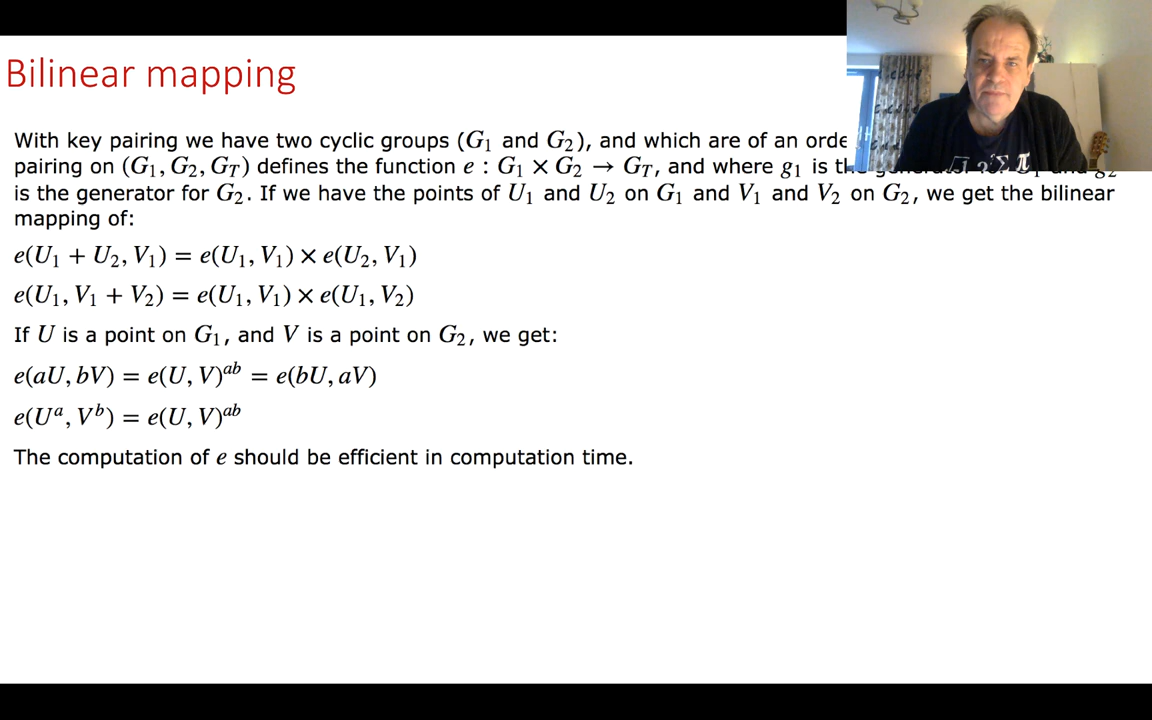 Bilinear mapping
With key pairing we have two cyclic groups (G₁ and G₂), and which are of an orde
pairing on (G₁, G₂, G_T) defines the function e : G₁ × G₂ → G_T, and where g₁ is
is the generator for G₂. If we have the points of U₁ and U₂ on G₁ and V₁ and V₂ on G₂, we get the bilinear
mapping of:
e(U₁ + U₂, V₁) = e(U₁, V₁) × e(U₂, V₁)
e(U₁, V₁ + V₂) = e(U₁, V₁) × e(U₁, V₂)
If U is a point on G₁, and V is a point on G₂, we get:
e(aU, bV) = e(U, V)ᵃᵇ = e(bU, aV)
e(Uᵃ, Vᵇ) = e(U, V)ᵃᵇ
The computation of e should be efficient in computation time.